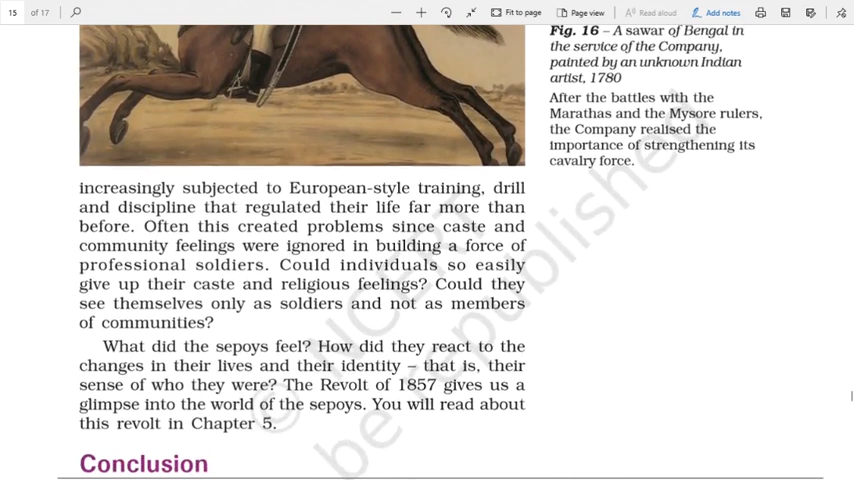 15 of 17
Fit to page
Page view
Read aloud
Add notes
Fig. 16 – A sawar of Bengal in
the service of the Company,
painted by an unknown Indian
artist, 1780
After the battles with the
Marathas and the Mysore rulers,
the Company realised the
importance of strengthening its
cavalry force.
increasingly subjected to European-style training, drill
and discipline that regulated their life far more than
before. Often this created problems since caste and
community feelings were ignored in building a force of
professional soldiers. Could individuals so easily
give up their caste and religious feelings? Could they
see themselves only as soldiers and not as members
of communities?
What did the sepoys feel? How did they react to the
changes in their lives and their identity – that is, their
sense of who they were? The Revolt of 1857 gives us a
glimpse into the world of the sepoys. You will read about
this revolt in Chapter 5.
Conclusion
© NCERT
be republished